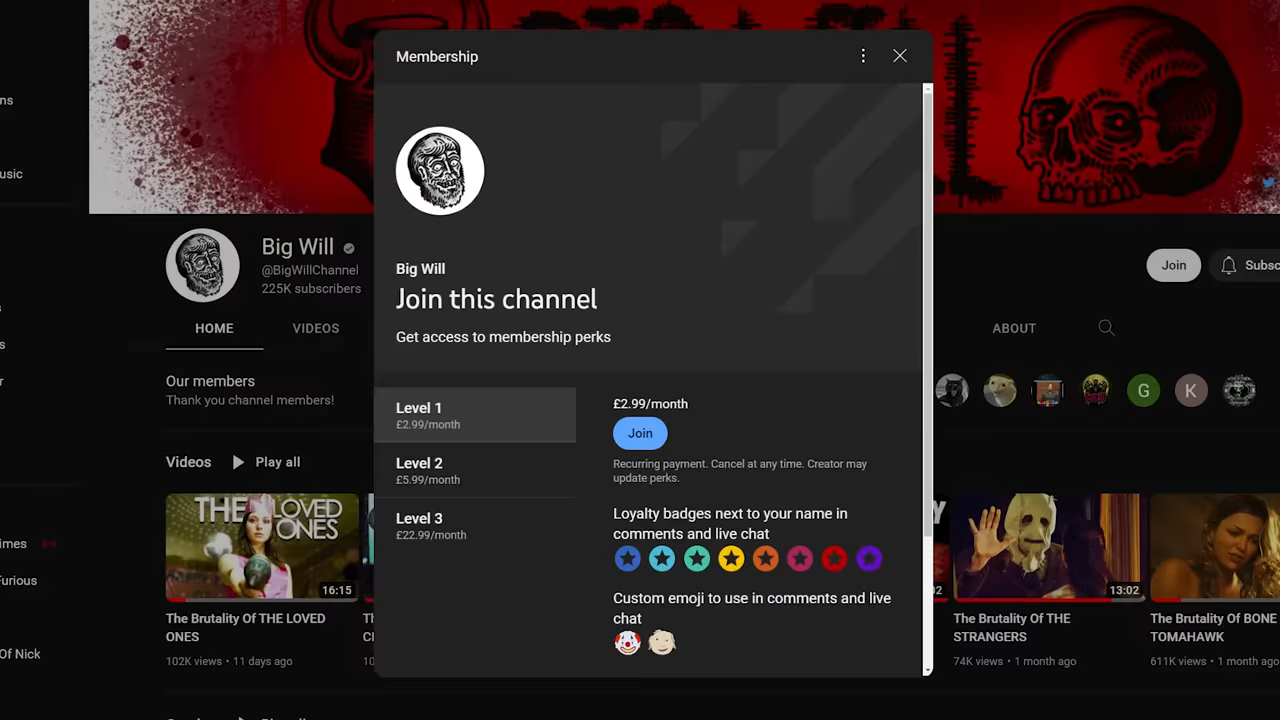 Membership
Big Will
Join this channel
Get access to membership perks
Level 1
£2.99/month
Level 2
£5.99/month
Level 3
£22.99/month
£2.99/month
Join
Recurring payment. Cancel at any time. Creator may
update perks.
Loyalty badges next to your name in
comments and live chat
Custom emoji to use in comments and live
chat
Big Will
@BigWillChannel
225K subscribers
Join
HOME
VIDEOS
ABOUT
Our members
Thank you channel members!
G
K
Videos
Play all
THE LOVED
ONES
16:15
The Brutality Of THE LOVED
ONES
102K views • 11 days ago
13:02
The Brutality Of THE
STRANGERS
74K views • 1 month ago
The Brutality Of BONE
TOMAHAWK
611K views • 1 month ago
Of Nick